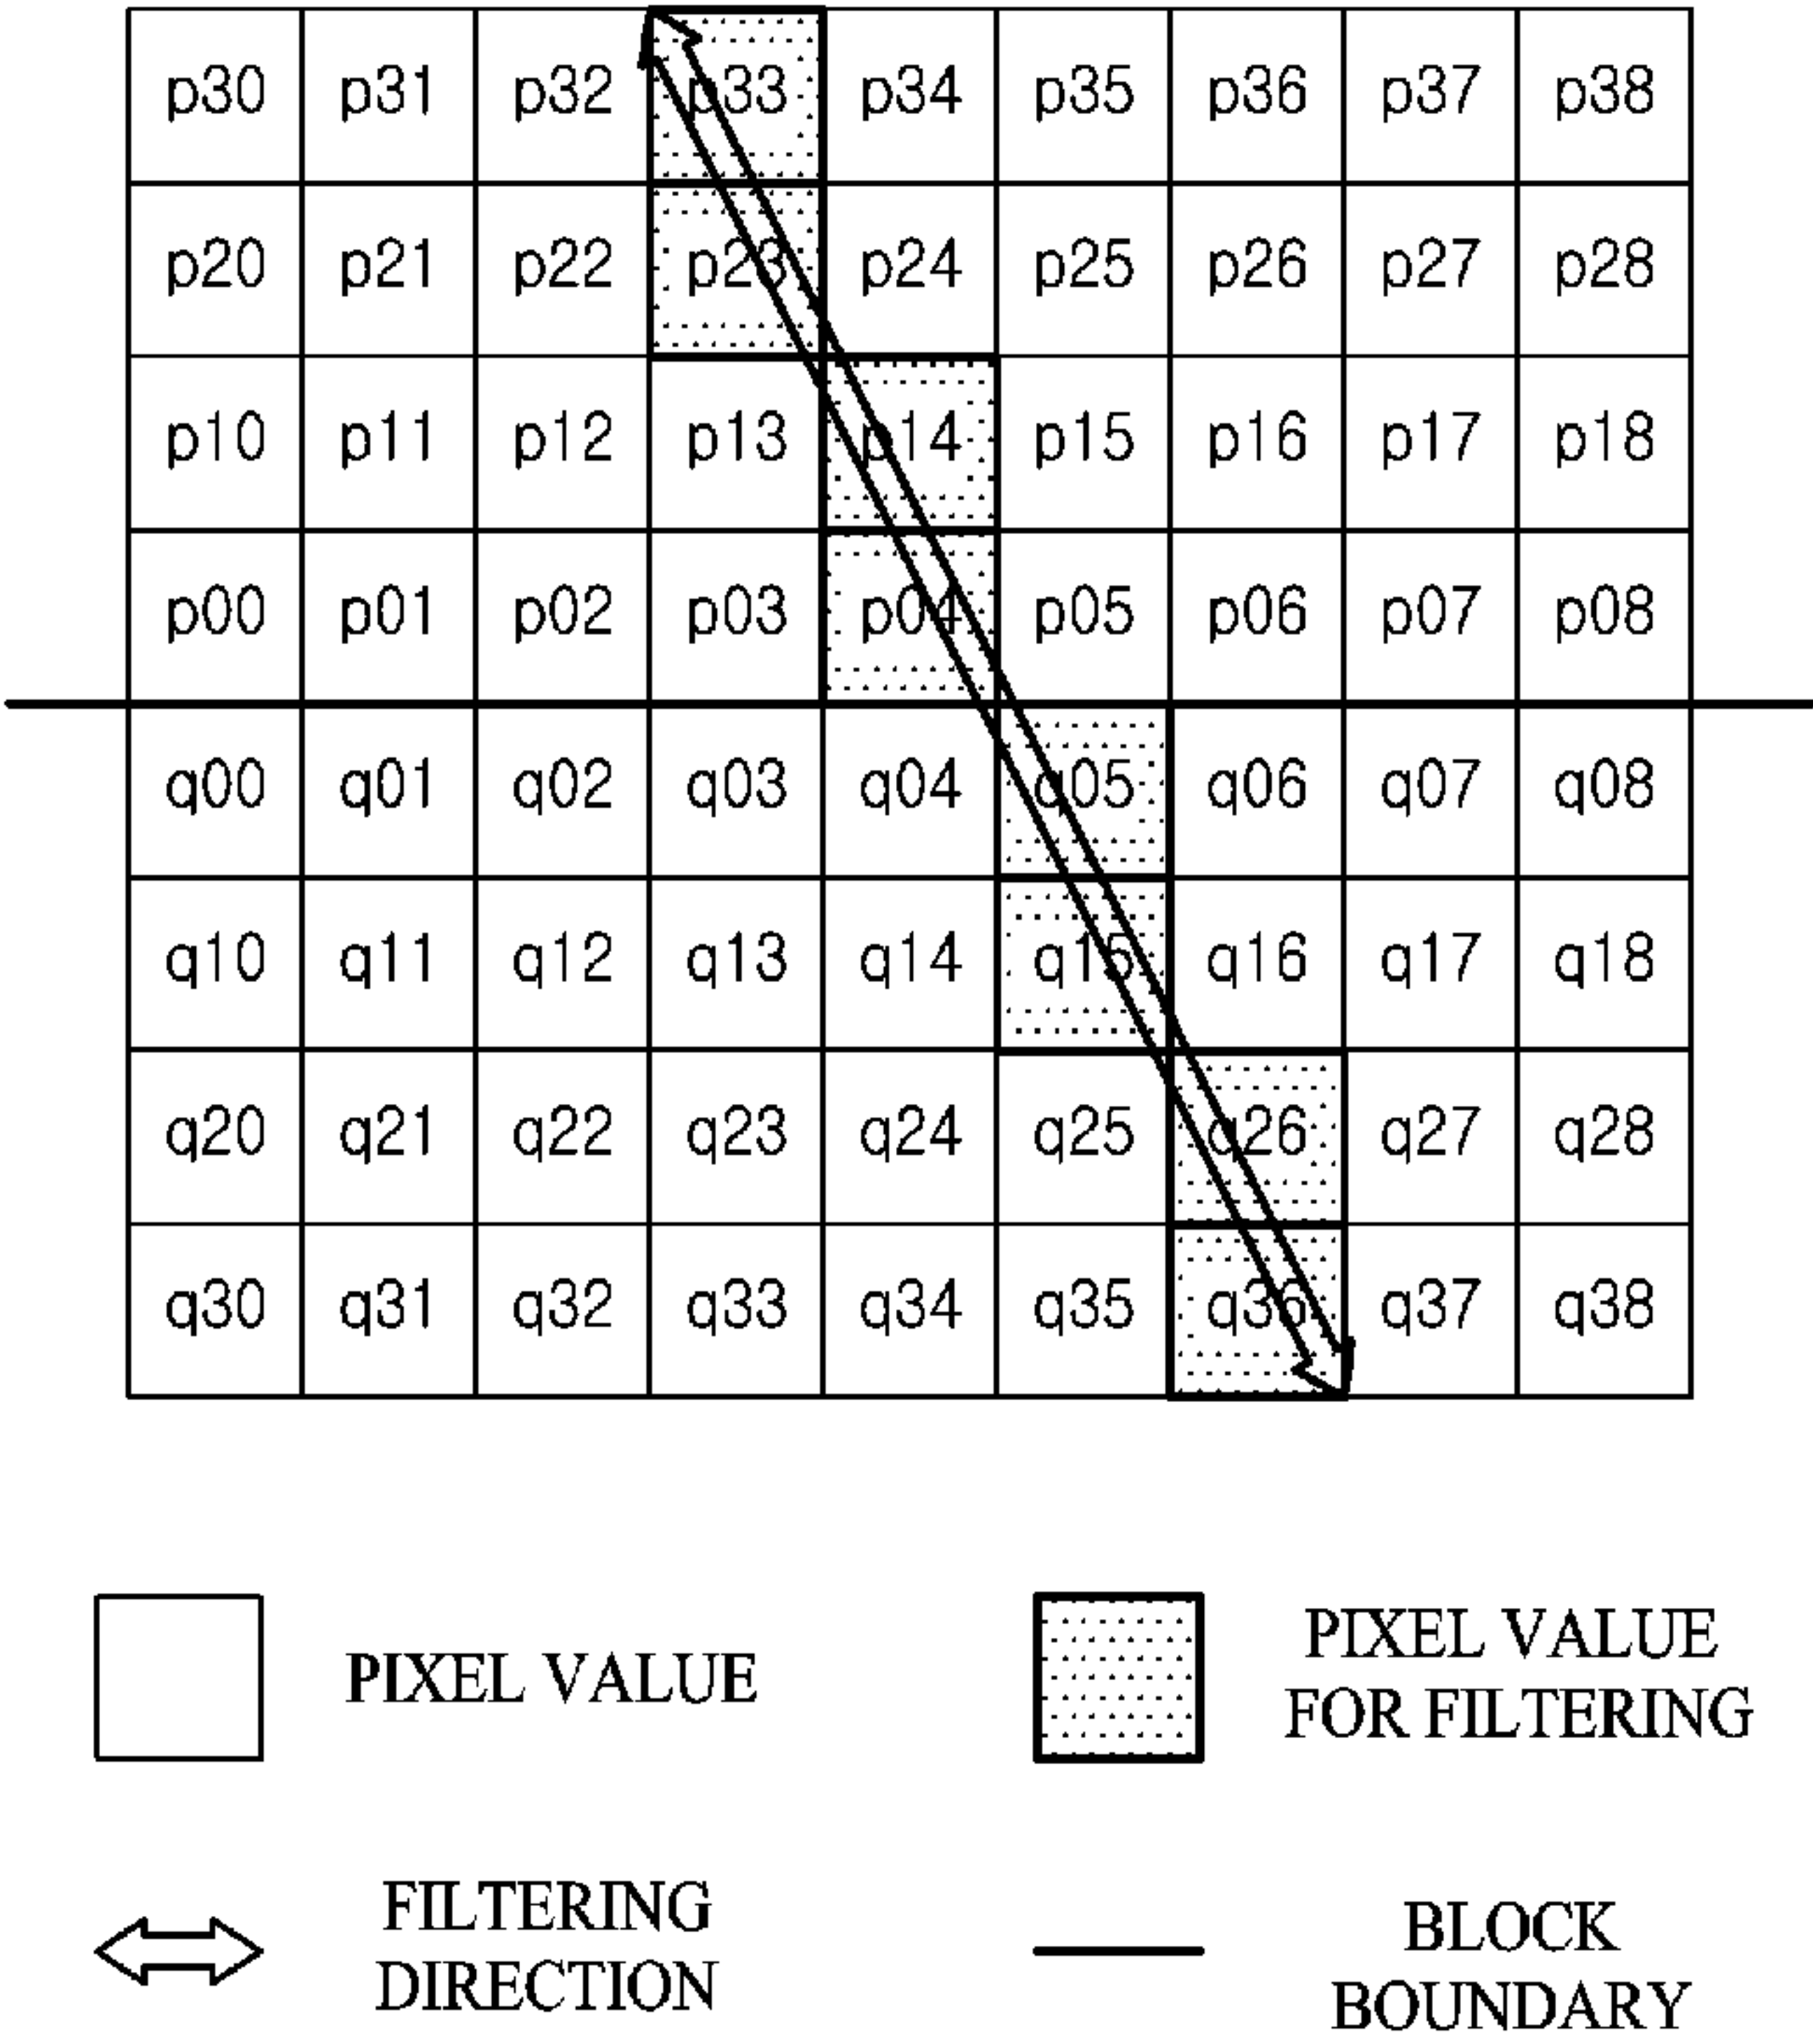 p30 p31 p32 p33 p34 p35 p36 p37 p38
p20 p21 p22 p23 p24 p25 p26 p27 p28
p10 p11 p12 p13 p14 p15 p16 p17 p18
p00 p01 p02 p03 p04 p05 p06 p07 p08
q00 q01 q02 q03 q04 q05 q06 q07 q08
q10 q11 q12 q13 q14 q15 q16 q17 q18
q20 q21 q22 q23 q24 q25 q26 q27 q28
q30 q31 q32 q33 q34 q35 q36 q37 q38
PIXEL VALUE
PIXEL VALUE
FOR FILTERING
FILTERING
DIRECTION
BLOCK
BOUNDARY